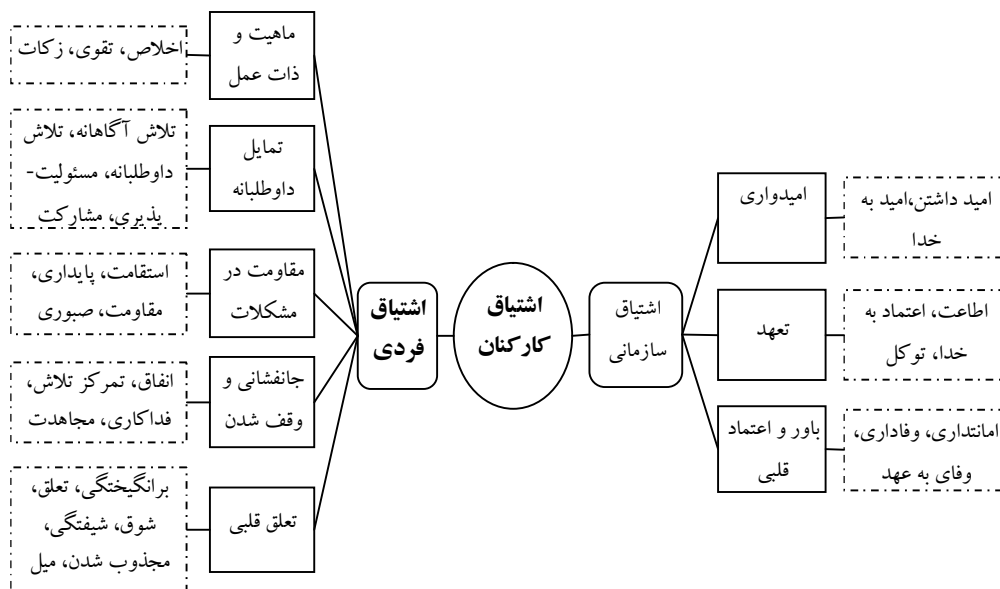 اشتیاق
کارکنان
اشتیاق
سازمانی
امیدواری
امید داشتن،امید به
خدا
تعهد
اطاعت، اعتماد به
خدا، توکل
باور و اعتماد
قلبی
امانتداری، وفاداری،
وفای به عهد
اشتیاق
فردی
ماهیت و
ذات عمل
اخلاص، تقوی، زکات
تمایل
داوطلبانه
تلاش آگاهانه، تلاش
داوطلبانه، مسئولیت-
پذیری، مشارکت
مقاومت در
مشکلات
استقامت، پایداری،
مقاومت، صبوری
جانفشانی و
وقف شدن
انفاق، تمرکز تلاش،
فداکاری، مجاهدت
تعلق قلبی
برانگیختگی، تعلق،
شوق، شیفتگی،
مجذوب شدن، میل